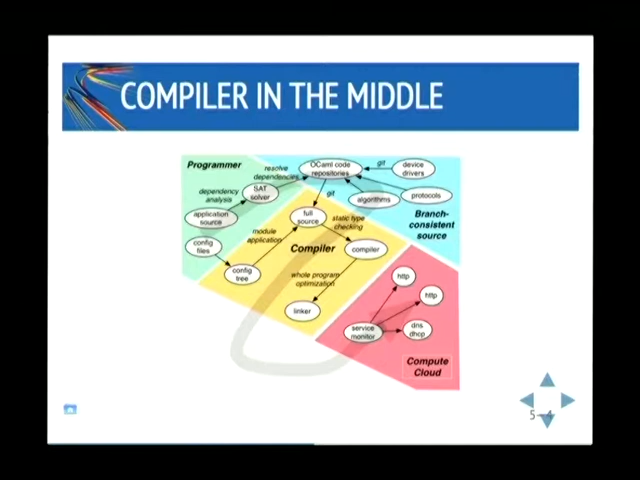 COMPILER IN THE MIDDLE
Programmer
resolve
dependencies
OCaml code
repositories
git
device
drivers
dependency
analysis
SAT
solver
git
algorithms
protocols
application
source
full
source
static type
checking
Branch-
consistent
source
config
files
module
application
Compiler
compiler
config
tree
whole program
optimization
http
http
linker
service
monitor
dns
dhcp
Compute
Cloud